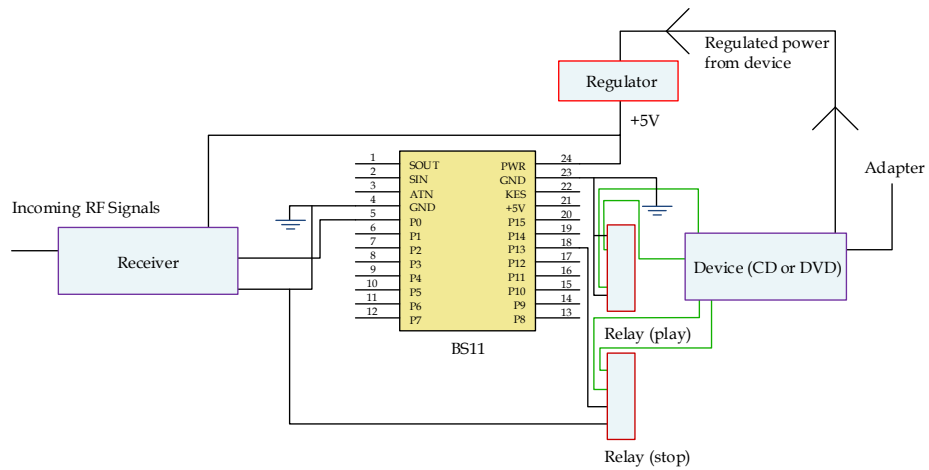 Regulated power
from device
Regulator
+5V
Adapter
Incoming RF Signals
Receiver
1 SOUT PWR 24
2 SIN GND 23
3 ATN KES 22
4 GND +5V 21
5 P0 P15 20
6 P1 P14 19
7 P2 P13 18
8 P3 P12 17
9 P4 P11 16
10 P5 P10 15
11 P6 P9 14
12 P7 P8 13
BS11
Device (CD or DVD)
Relay (play)
Relay (stop)